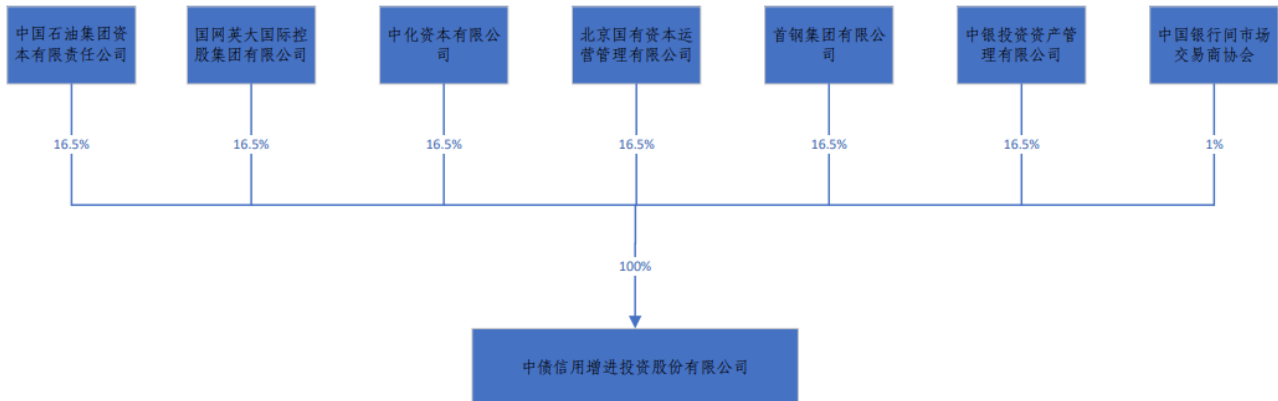 中国石油集团资
本有限责任公司
国网英大国际控
股集团有限公司
中化资本有限公
司
北京国有资本运
营管理有限公司
首钢集团有限公
司
中银投资资产管
理有限公司
中国银行间市场
交易商协会
16.5%
16.5%
16.5%
16.5%
16.5%
16.5%
1%
100%
中债信用增进投资股份有限公司